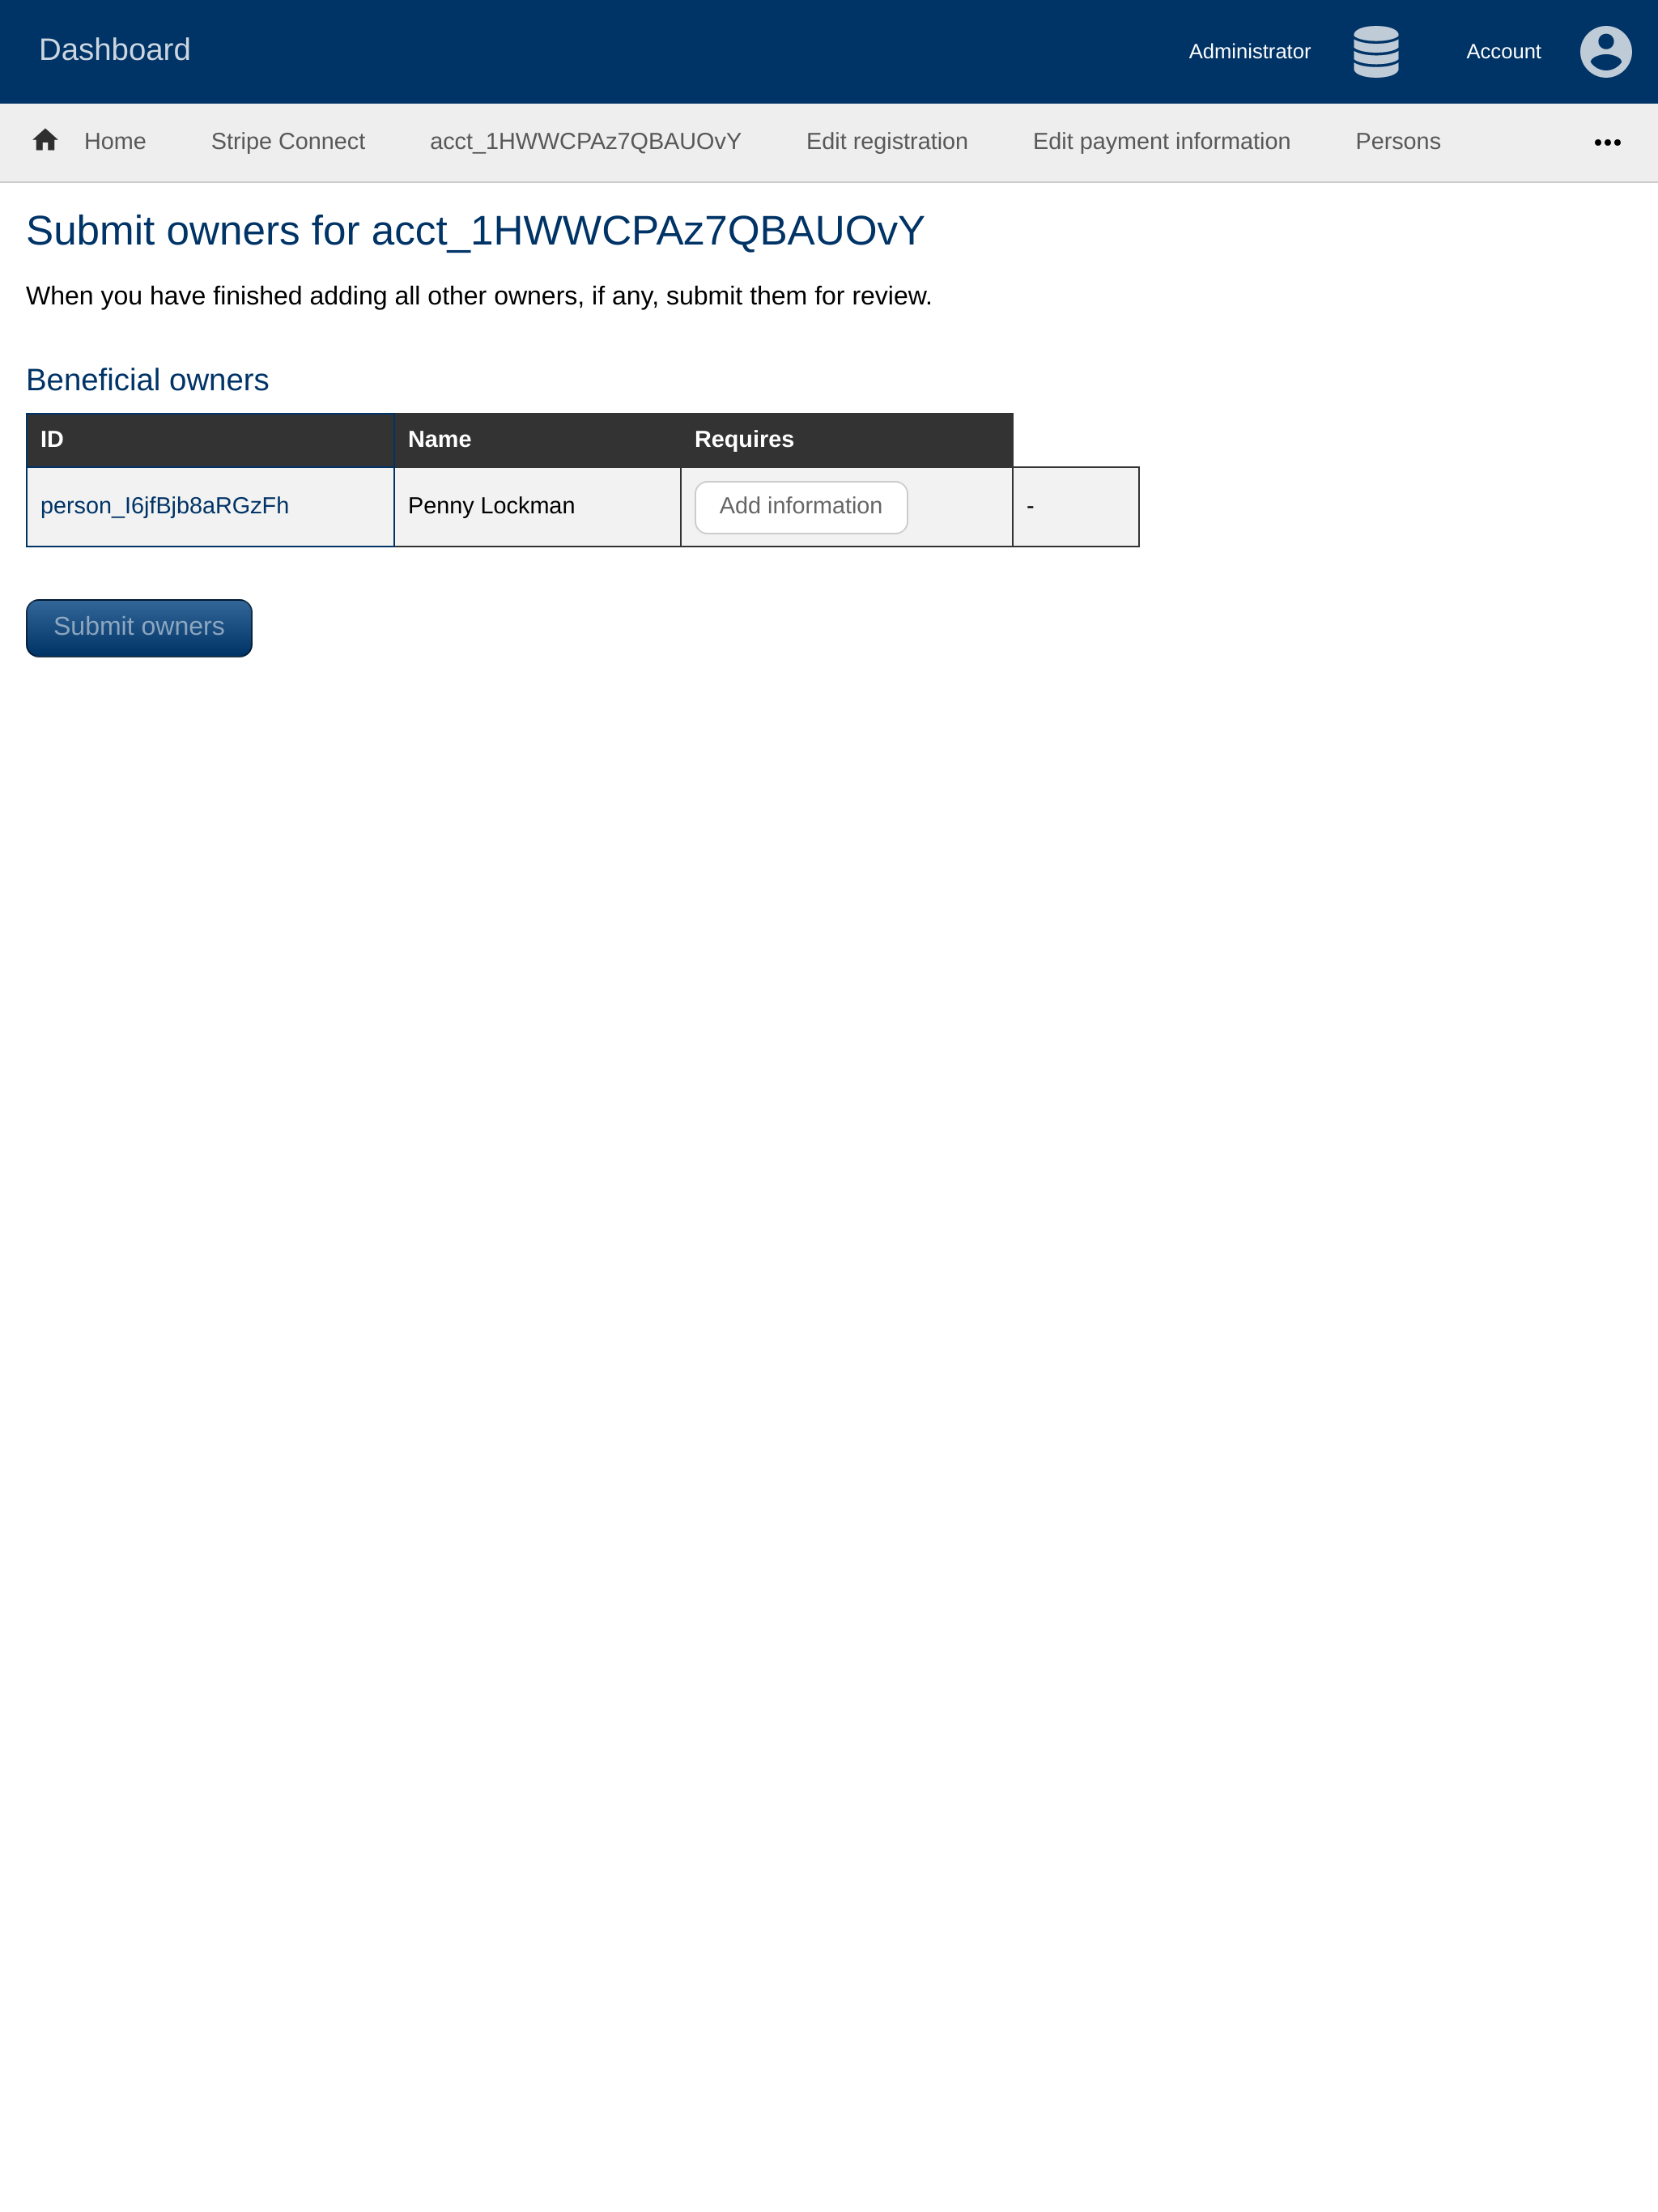 Dashboard Administrator Account
Home Stripe Connect acct_1HWWCPAz7QBAUOvY Edit registration Edit payment information Persons
Submit owners for acct_1HWWCPAz7QBAUOvY
When you have finished adding all other owners, if any, submit them for review.
Beneficial owners
ID Name Requires
person_I6jfBjb8aRGzFh Penny Lockman Add information -
Submit owners